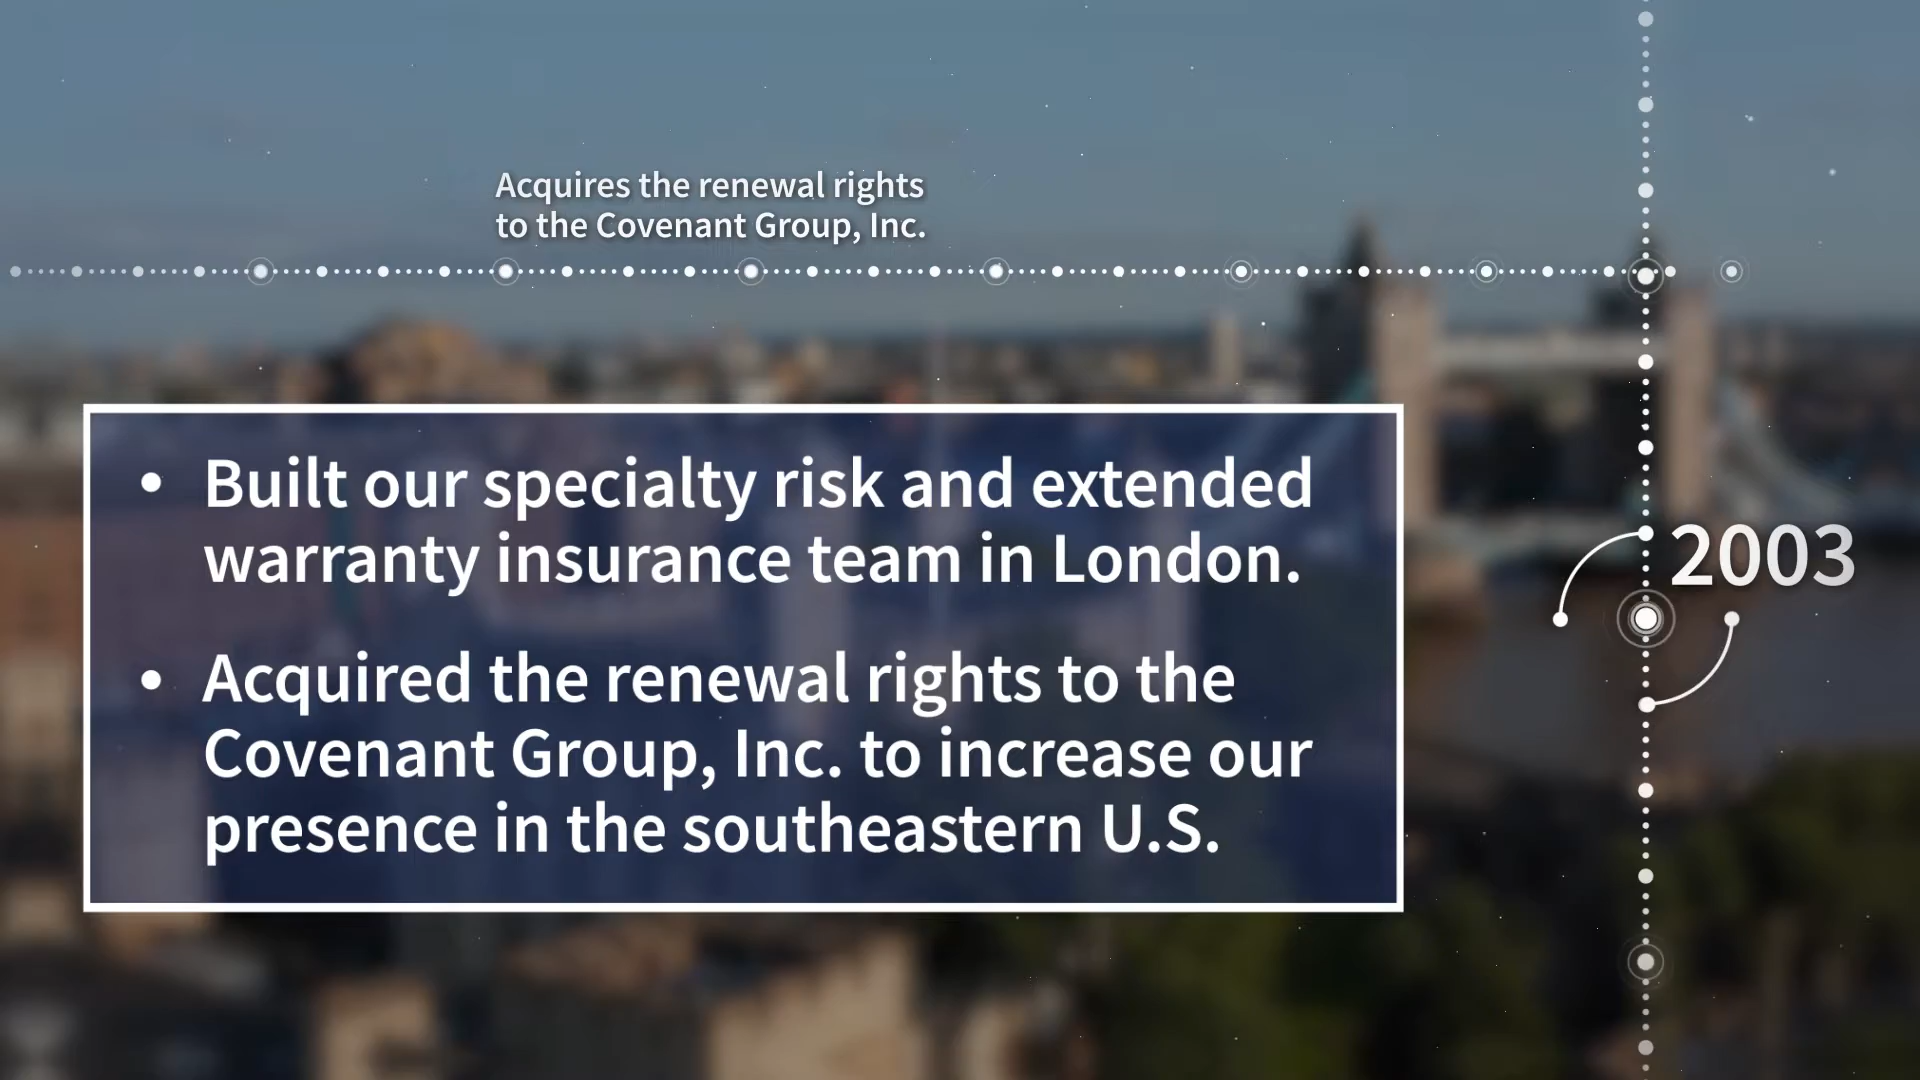 Acquires the renewal rights
to the Covenant Group, Inc.
• Built our specialty risk and extended
warranty insurance team in London.
• Acquired the renewal rights to the
Covenant Group, Inc. to increase our
presence in the southeastern U.S.
2003